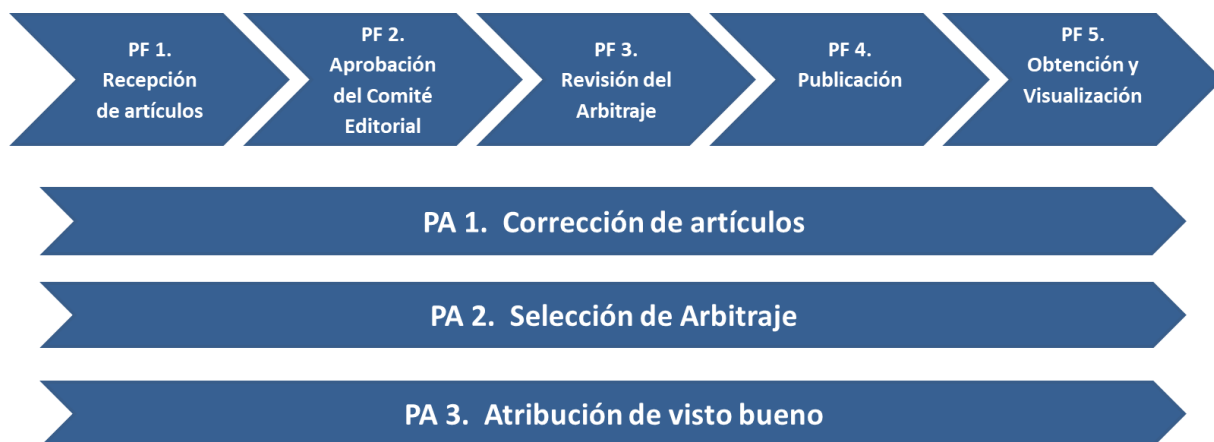 PF 1.
Recepción
de artículos
PF 2.
Aprobación
del Comité
Editorial
PF 3.
Revisión del
Arbitraje
PF 4.
Publicación
PF 5.
Obtención y
Visualización
PA 1. Corrección de artículos
PA 2. Selección de Arbitraje
PA 3. Atribución de visto bueno